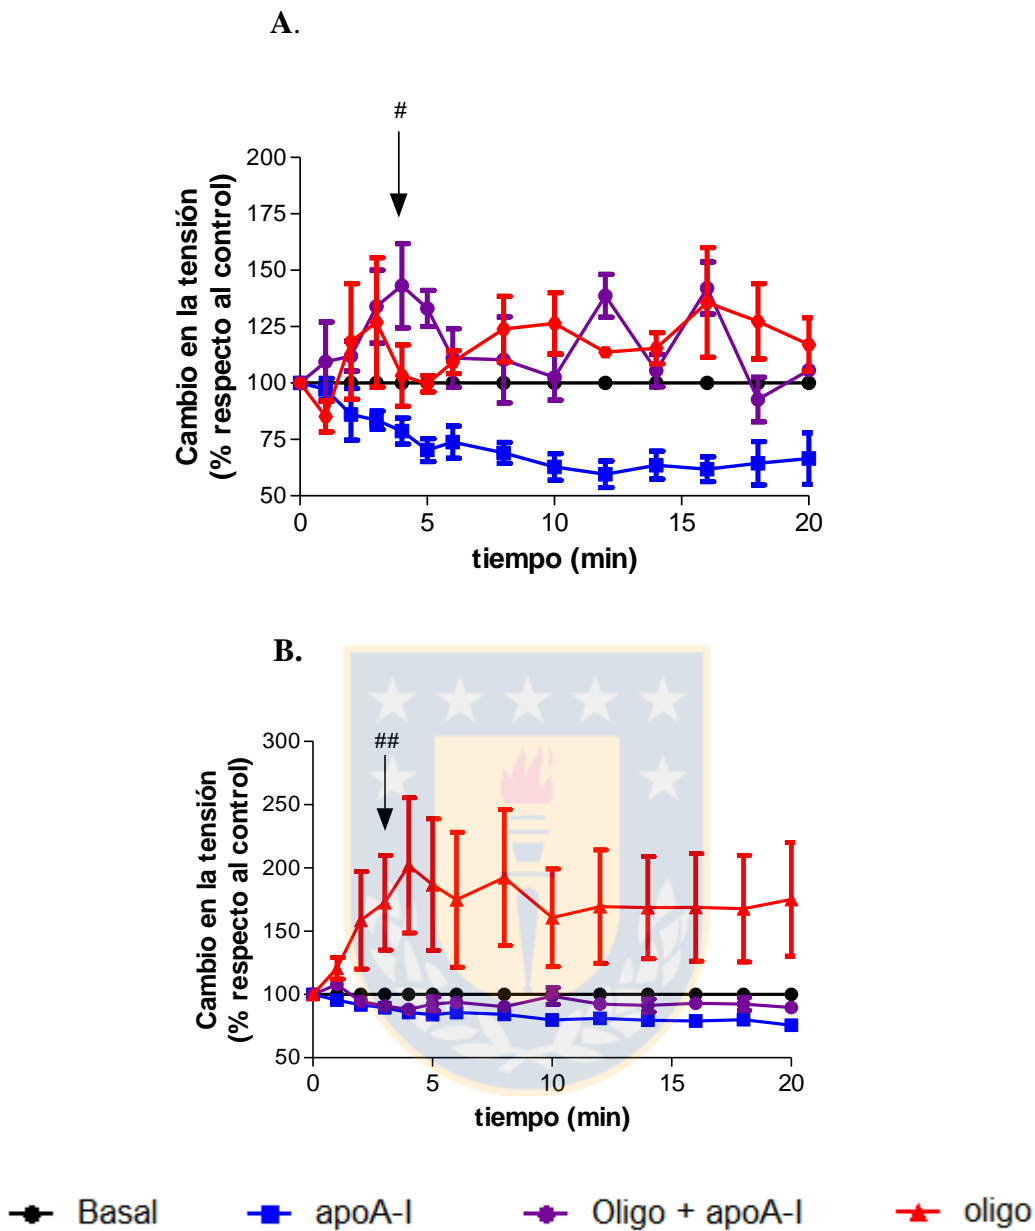 A.
#
200
175
150
125
100
75
50
Cambio en la tensión
(% respecto al control)
0 5 10 15 20
tiempo (min)
B.
##
300
250
200
150
100
50
Cambio en la tensión
(% respecto al control)
0 5 10 15 20
tiempo (min)
Basal apoA-I Oligo + apoA-I oligo